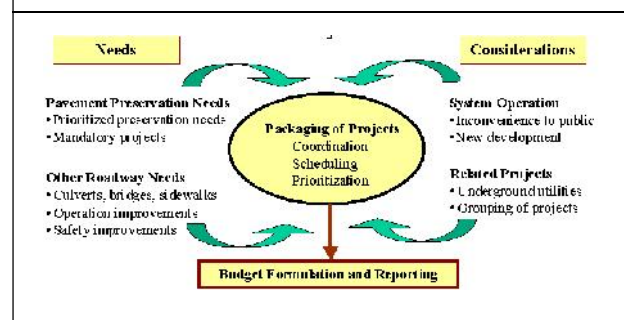 Needs
Considerations
Pavement Preservation Needs
• Prioritized preservation needs
• Mandatory projects
Other Roadway Needs
• Culverts, bridges, sidewalks
• Operation improvements
• Safety improvements
Packaging of Projects
Coordination
Scheduling
Prioritization
System Operation
• Inconvenience to public
• New development
Related Projects
• Underground utilities
• Grouping of projects
Budget Formulation and Reporting